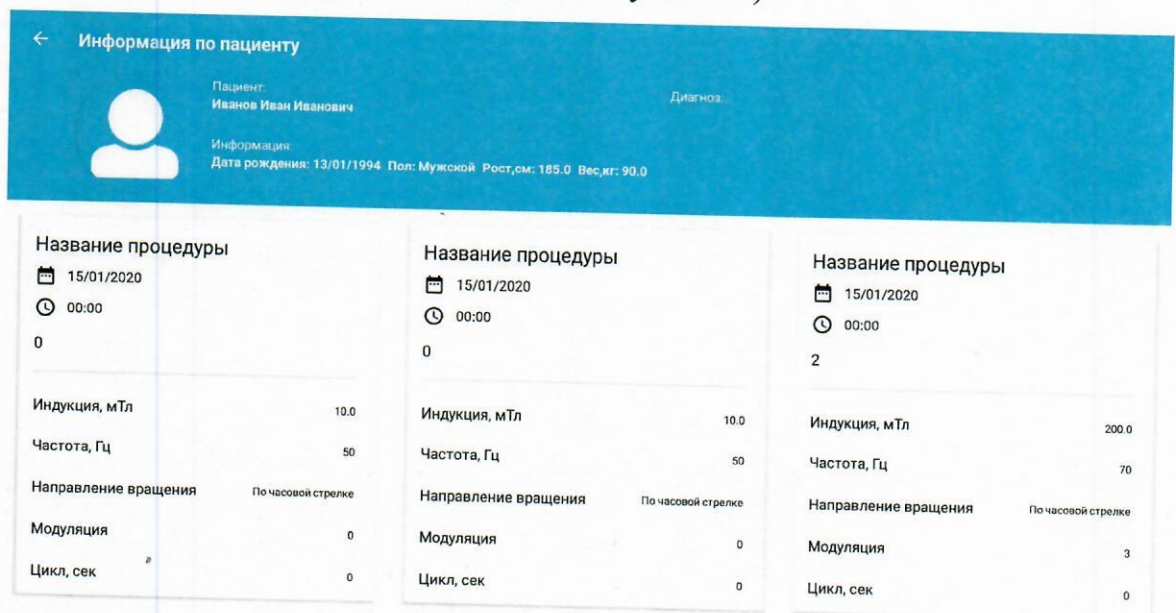 Информация по пациенту
Пациент:
Иванов Иван Иванович
Диагноз:
Информация:
Дата рождения: 13/01/1994 Пол: Мужской Рост,см: 185.0 Вес,кг: 90.0
Название процедуры
15/01/2020
00:00
0
Индукция, мТл 10.0
Частота, Гц 50
Направление вращения По часовой стрелке
Модуляция 0
Цикл, сек 0
Название процедуры
15/01/2020
00:00
0
Индукция, мТл 10.0
Частота, Гц 50
Направление вращения По часовой стрелке
Модуляция 0
Цикл, сек 0
Название процедуры
15/01/2020
00:00
2
Индукция, мТл 200.0
Частота, Гц 70
Направление вращения По часовой стрелке
Модуляция 3
Цикл, сек 0